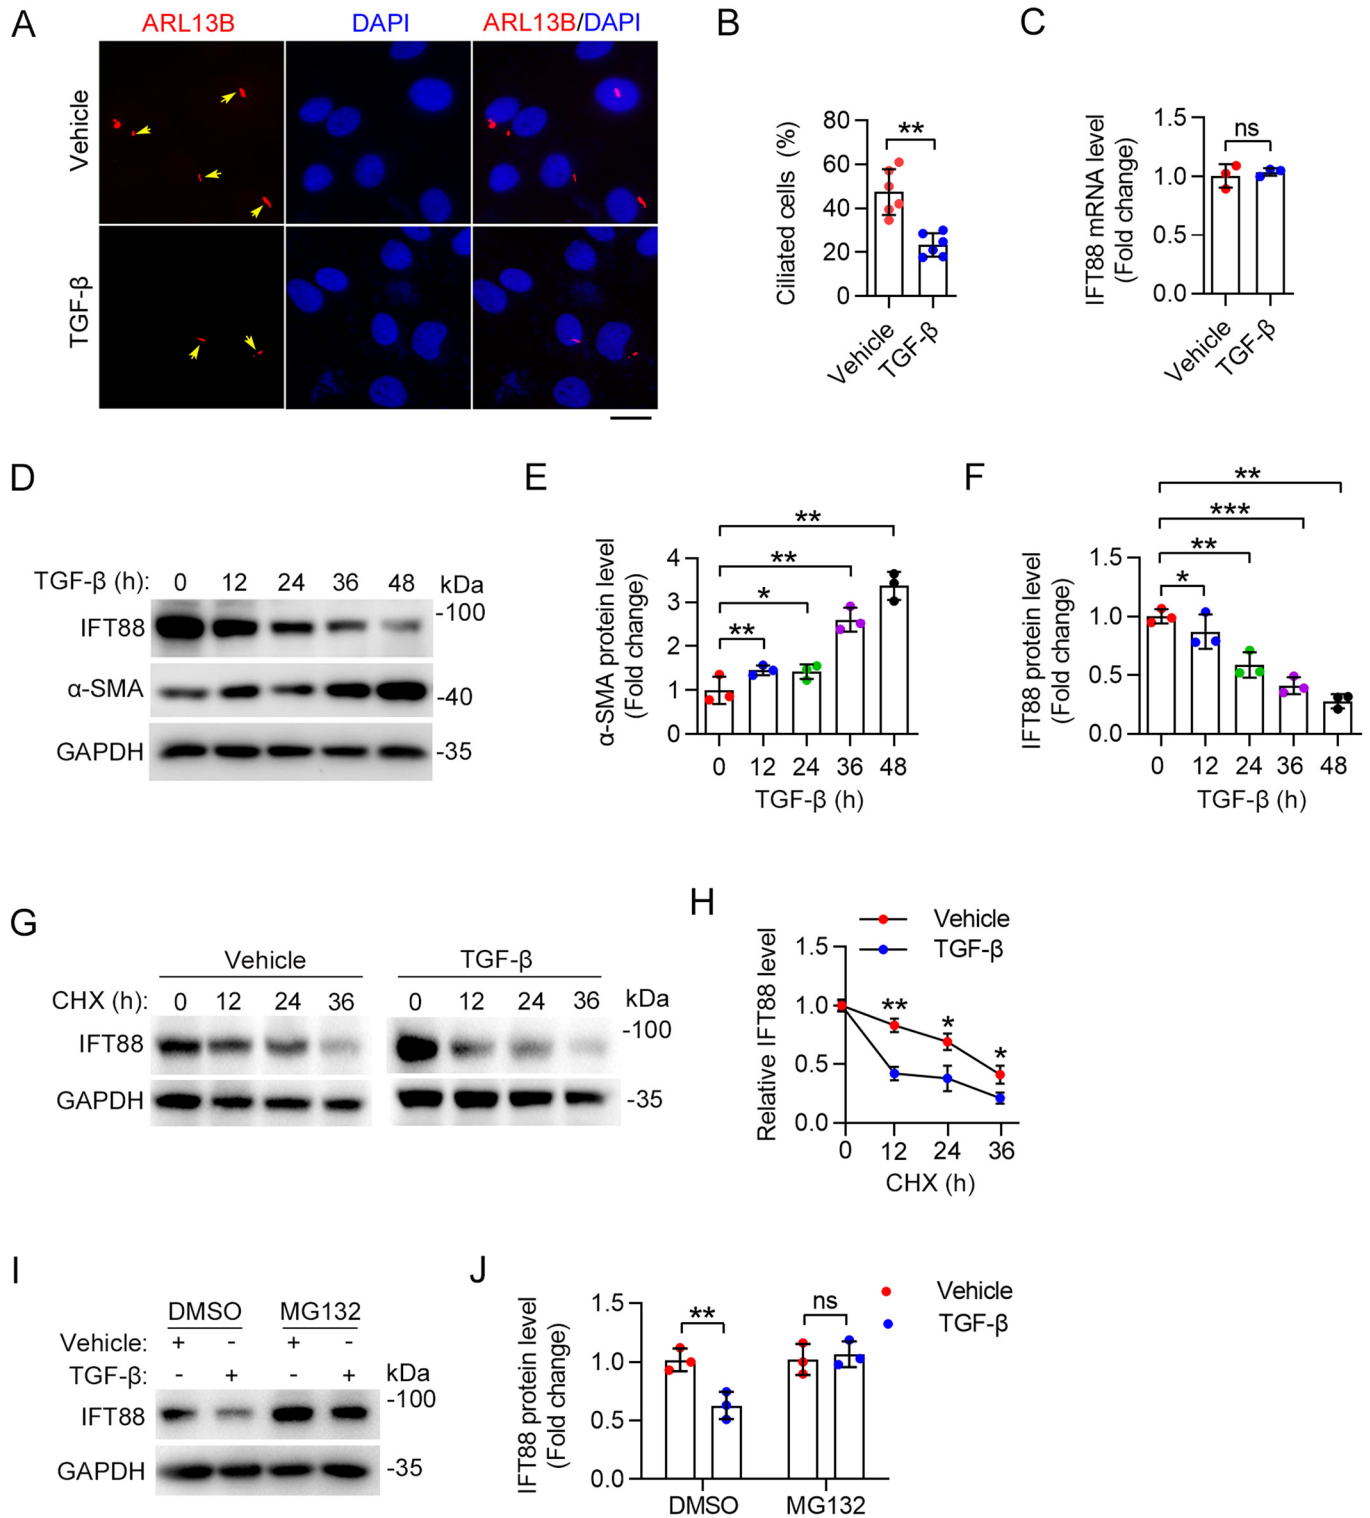 A
ARL13B
DAPI
ARL13B/DAPI
Vehicle
TGF-β
B
Ciliated cells (%)
80
60
40
20
0
**
Vehicle
TGF-β
C
IFT88 mRNA level
(Fold change)
1.5
1.0
0.5
0.0
ns
Vehicle
TGF-β
D
TGF-β (h): 0 12 24 36 48 kDa
IFT88 -100
α-SMA -40
GAPDH -35
E
α-SMA protein level
(Fold change)
4
3
2
1
0
**
**
*
**
0 12 24 36 48
TGF-β (h)
F
IFT88 protein level
(Fold change)
1.5
1.0
0.5
0.0
**
***
**
*
0 12 24 36 48
TGF-β (h)
G
Vehicle TGF-β
CHX (h): 0 12 24 36 0 12 24 36 kDa
IFT88 -100
GAPDH -35
H
Vehicle
TGF-β
Relative IFT88 level
1.5
1.0
0.5
0.0
** * *
0 12 24 36
CHX (h)
I
DMSO MG132
Vehicle: + - + -
TGF-β: - + - + kDa
IFT88 -100
GAPDH -35
J
Vehicle
TGF-β
IFT88 protein level
(Fold change)
1.5
1.0
0.5
0.0
** ns
DMSO MG132